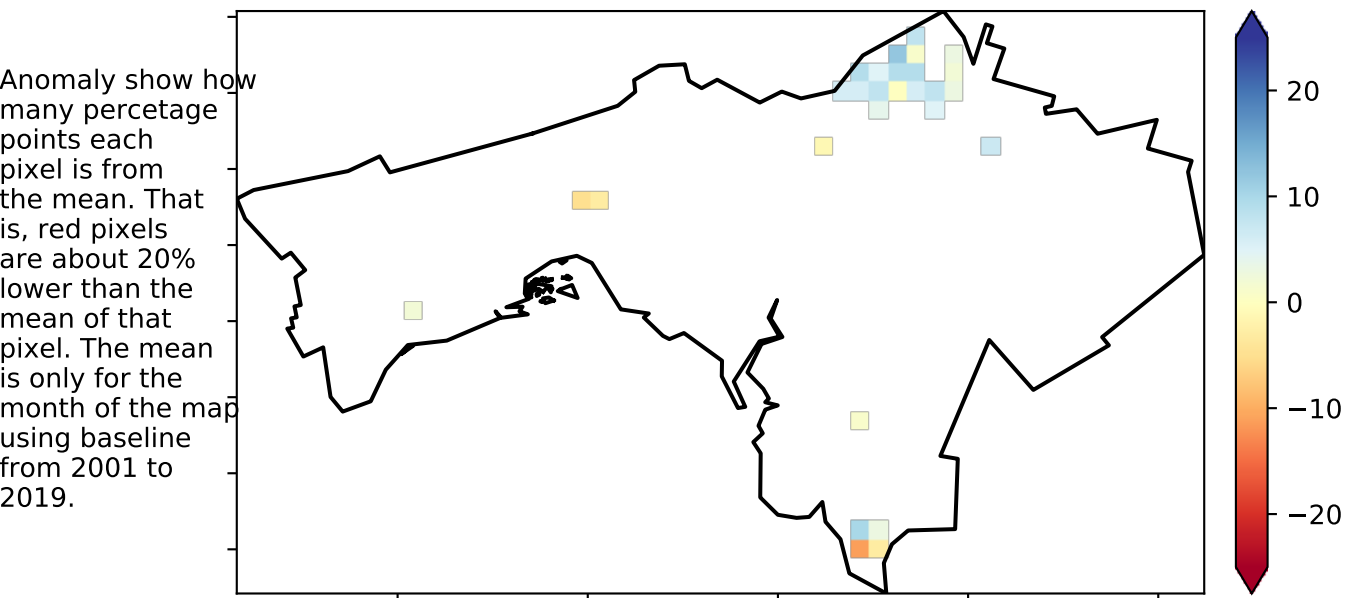 Anomaly show how
many percetage
points each
pixel is from
the mean. That
is, red pixels
are about 20%
lower than the
mean of that
pixel. The mean
is only for the
month of the map
using baseline
from 2001 to
2019.
20
10
0
−10
−20